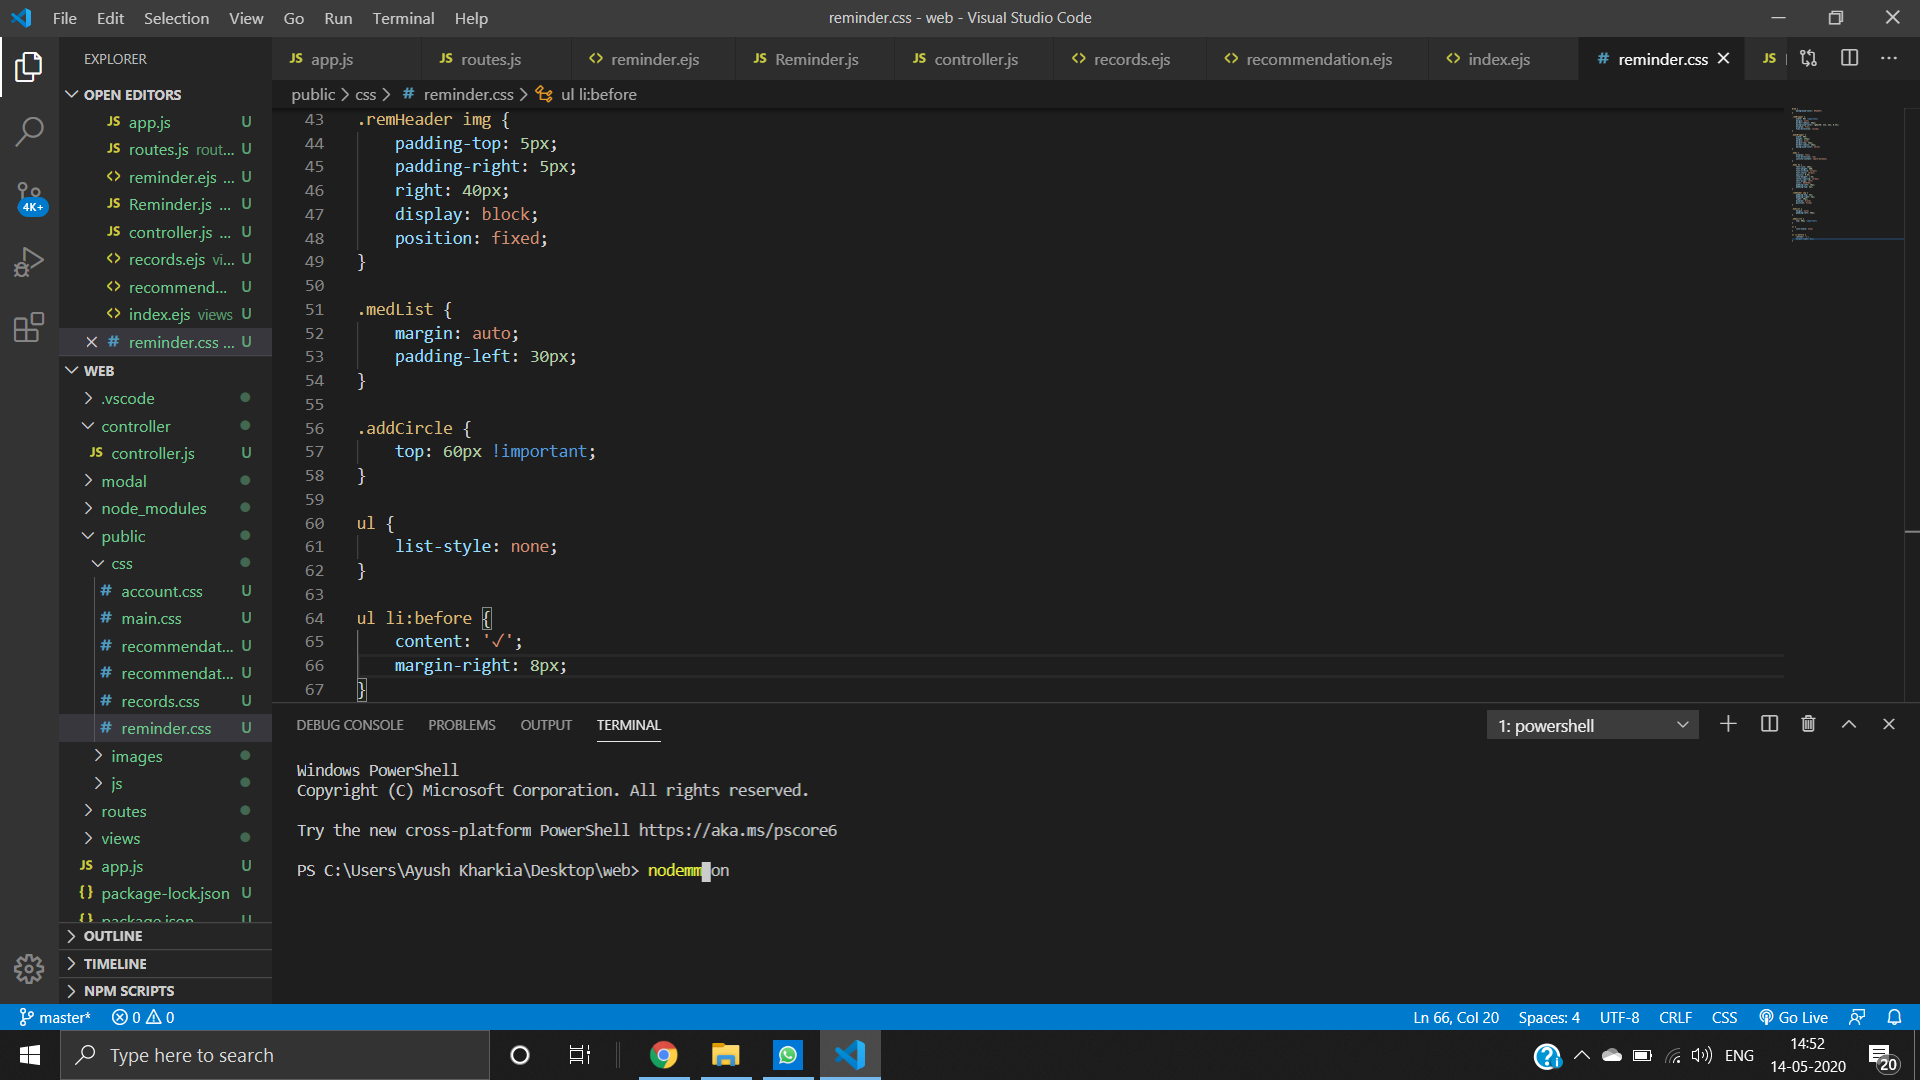 File Edit Selection View Go Run Terminal Help
reminder.css - web - Visual Studio Code
EXPLORER
JS app.js
JS routes.js
<> reminder.ejs
JS Reminder.js
JS controller.js
<> records.ejs
<> recommendation.ejs
<> index.ejs
# reminder.css
JS
OPEN EDITORS
JS app.js U
JS routes.js rout... U
<> reminder.ejs ... U
JS Reminder.js ... U
JS controller.js ... U
<> records.ejs vi... U
<> recommend... U
<> index.ejs views U
# reminder.css ... U
4K+
WEB
.vscode
controller
JS controller.js U
modal
node_modules
public
css
# account.css U
# main.css U
# recommendat... U
# recommendat... U
# records.css U
# reminder.css U
images
js
routes
views
JS app.js U
{} package-lock.json U
{} package.json U
OUTLINE
TIMELINE
NPM SCRIPTS
public > css > # reminder.css > ul li:before
43 .remHeader img {
44 padding-top: 5px;
45 padding-right: 5px;
46 right: 40px;
47 display: block;
48 position: fixed;
49 }
50
51 .medList {
52 margin: auto;
53 padding-left: 30px;
54 }
55
56 .addCircle {
57 top: 60px !important;
58 }
59
60 ul {
61 list-style: none;
62 }
63
64 ul li:before {
65 content: '✓';
66 margin-right: 8px;
67 }
DEBUG CONSOLE PROBLEMS OUTPUT TERMINAL
1: powershell
Windows PowerShell
Copyright (C) Microsoft Corporation. All rights reserved.
Try the new cross-platform PowerShell https://aka.ms/pscore6
PS C:\Users\Ayush Kharkia\Desktop\web> nodemmon
master* 0 0
Ln 66, Col 20 Spaces: 4 UTF-8 CRLF CSS Go Live
Type here to search
ENG
14:52
14-05-2020
20